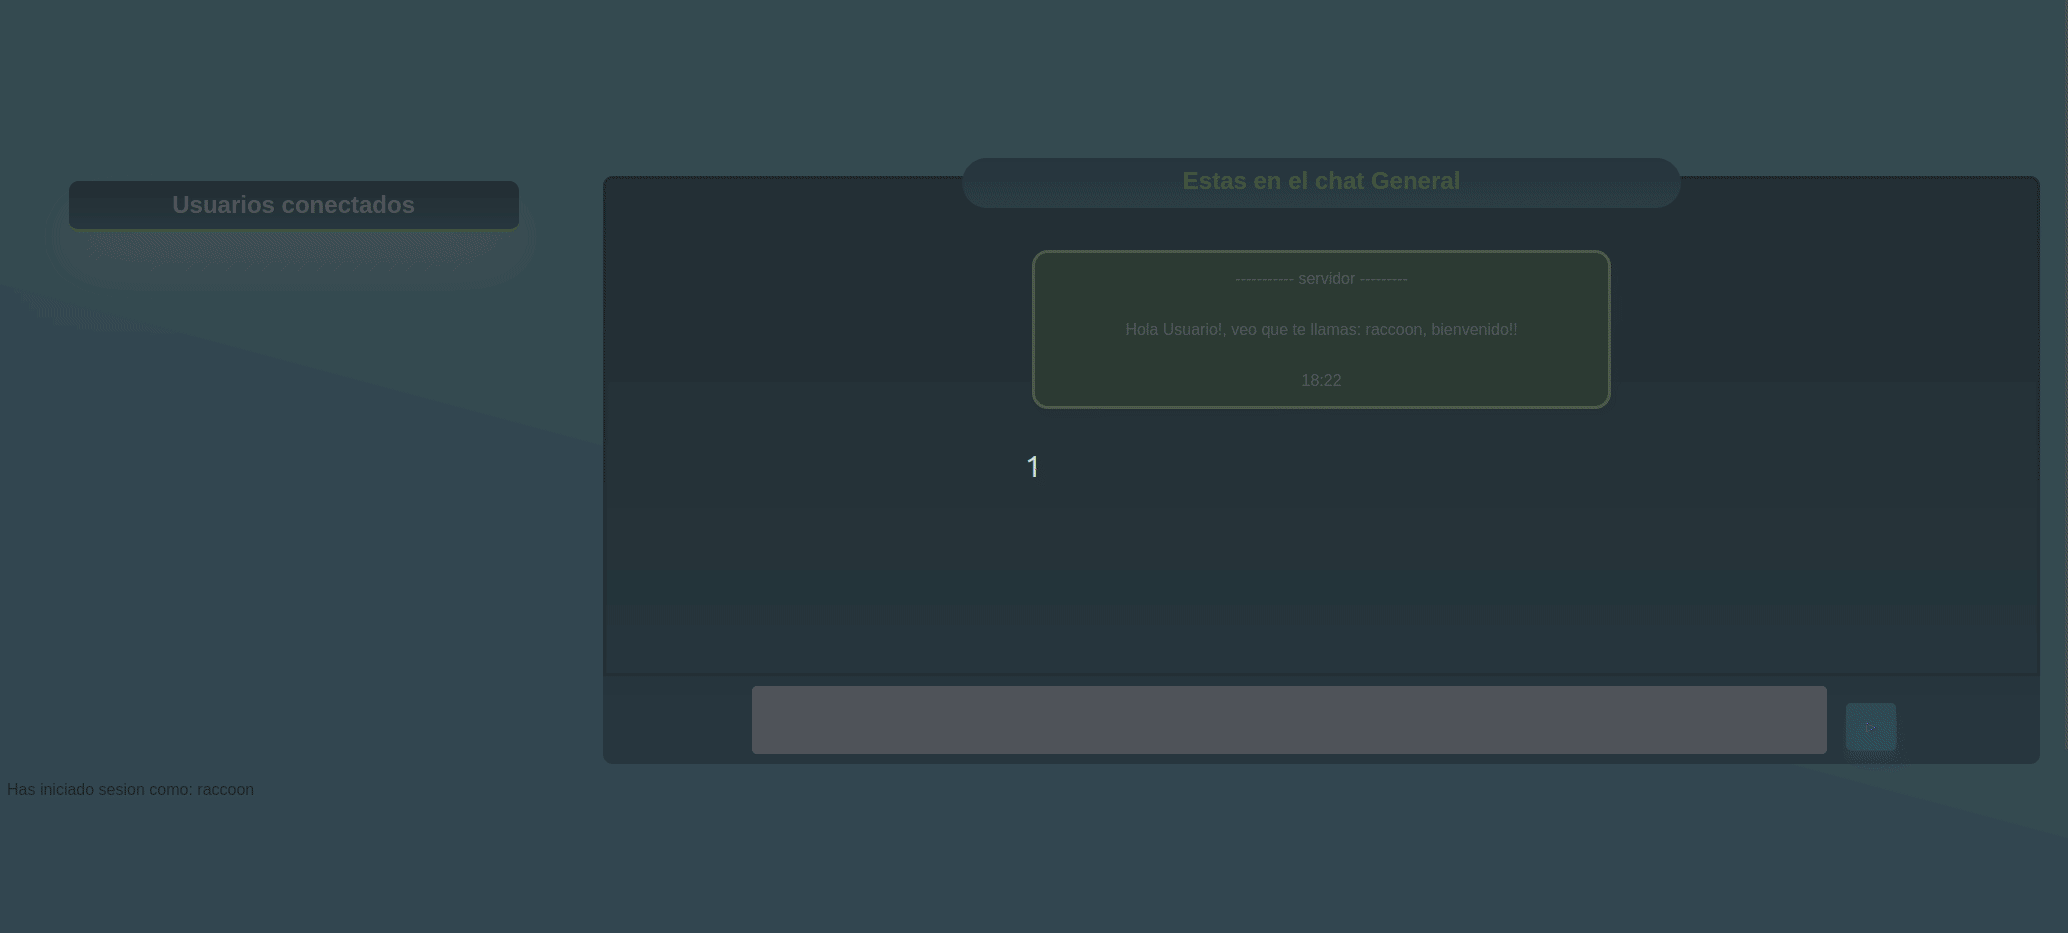 Usuarios conectados
Estas en el chat General
----------- servidor ---------
Hola Usuario!, veo que te llamas: raccoon, bienvenido!!
18:22
1
Has iniciado sesion como: raccoon